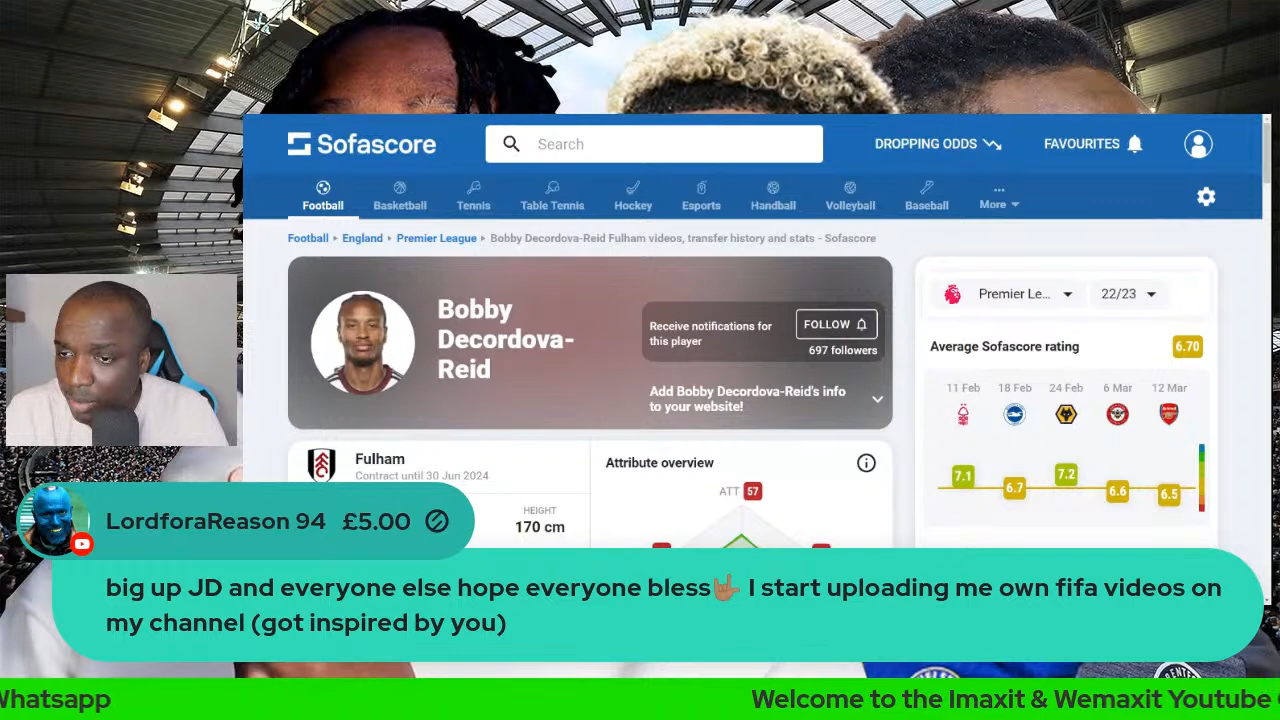 Sofascore
Search
DROPPING ODDS
FAVOURITES
Football
Basketball
Tennis
Table Tennis
Hockey
Esports
Handball
Volleyball
Baseball
More
Football England Premier League Bobby Decordova-Reid Fulham videos, transfer history and stats - Sofascore
Bobby
Decordova-
Reid
Receive notifications for
this player
FOLLOW
697 followers
Add Bobby Decordova-Reid's info
to your website!
Premier Le...
22/23
Average Sofascore rating
6.70
11 Feb 18 Feb 24 Feb 6 Mar 12 Mar
7.1 6.7 7.2 6.6 6.5
Fulham
Contract until 30 Jun 2024
HEIGHT
170 cm
Attribute overview
ATT 57
LordforaReason 94 £5.00
big up JD and everyone else hope everyone bless🤟🏽 I start uploading me own fifa videos on
my channel (got inspired by you)
Whatsapp
Welcome to the Imaxit & Wemaxit Youtube